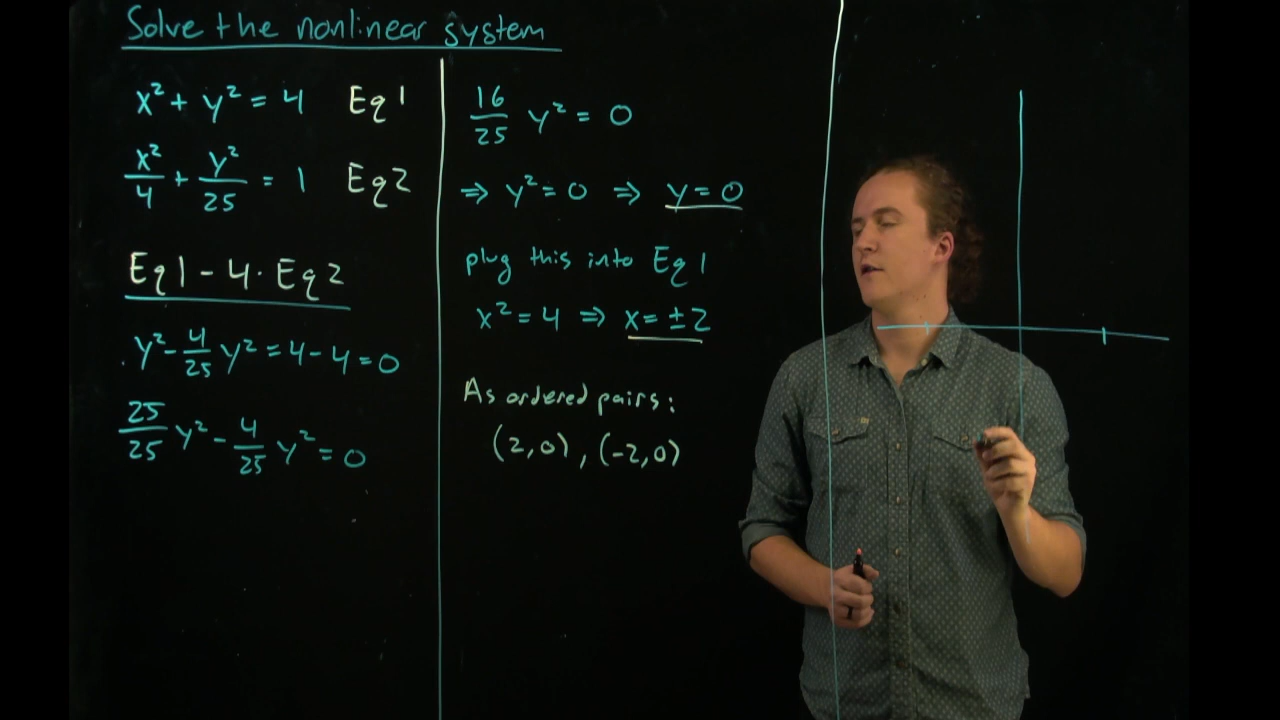 Solve the nonlinear system
x² + y² = 4 Eq 1
x²/4 + y²/25 = 1 Eq 2
Eq 1 - 4 · Eq 2
y² - 4/25 y² = 4 - 4 = 0
25/25 y² - 4/25 y² = 0
16/25 y² = 0
⇒ y² = 0 ⇒ y = 0
plug this into Eq 1
x² = 4 ⇒ x = ±2
As ordered pairs:
(2,0), (-2,0)